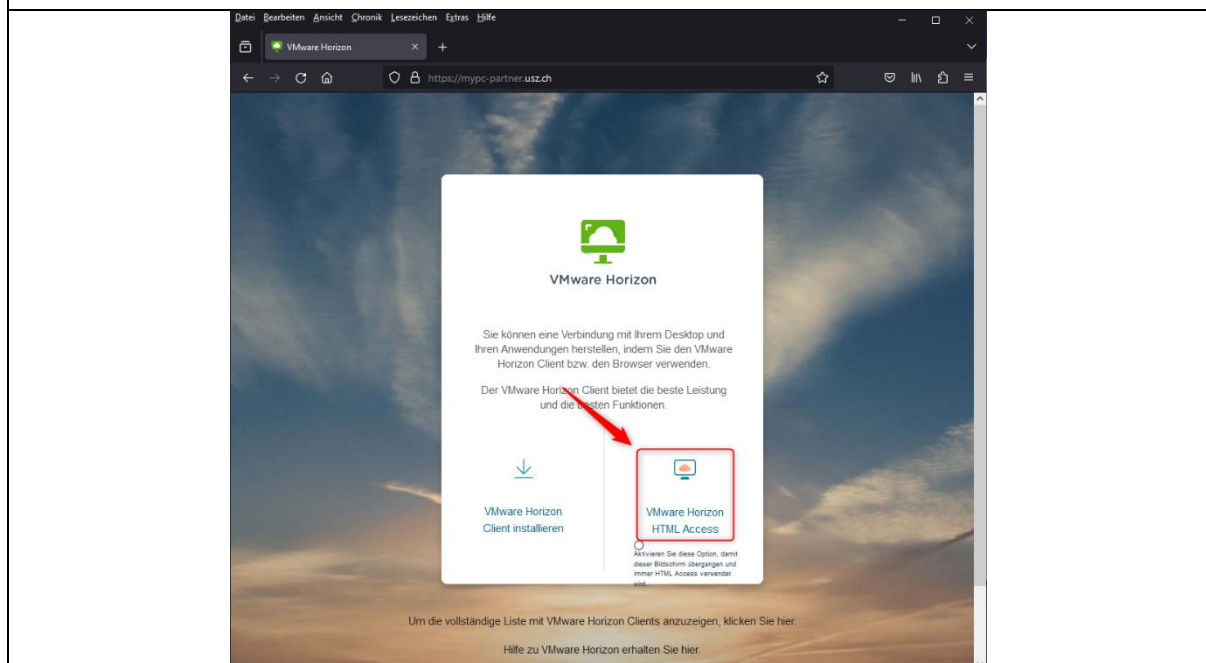 Datei Bearbeiten Ansicht Chronik Lesezeichen Extras Hilfe
VMware Horizon
https://mypc-partner.usz.ch
VMware Horizon
Sie können eine Verbindung mit Ihrem Desktop und
Ihren Anwendungen herstellen, indem Sie den VMware
Horizon Client bzw. den Browser verwenden.
Der VMware Horizon Client bietet die beste Leistung
und die besten Funktionen.
VMware Horizon
Client installieren
VMware Horizon
HTML Access
Aktivieren Sie diese Option, damit
dieser Bildschirm übergangen und
immer HTML Access verwendet
wird.
Um die vollständige Liste mit VMware Horizon Clients anzuzeigen, klicken Sie hier.
Hilfe zu VMware Horizon erhalten Sie hier.